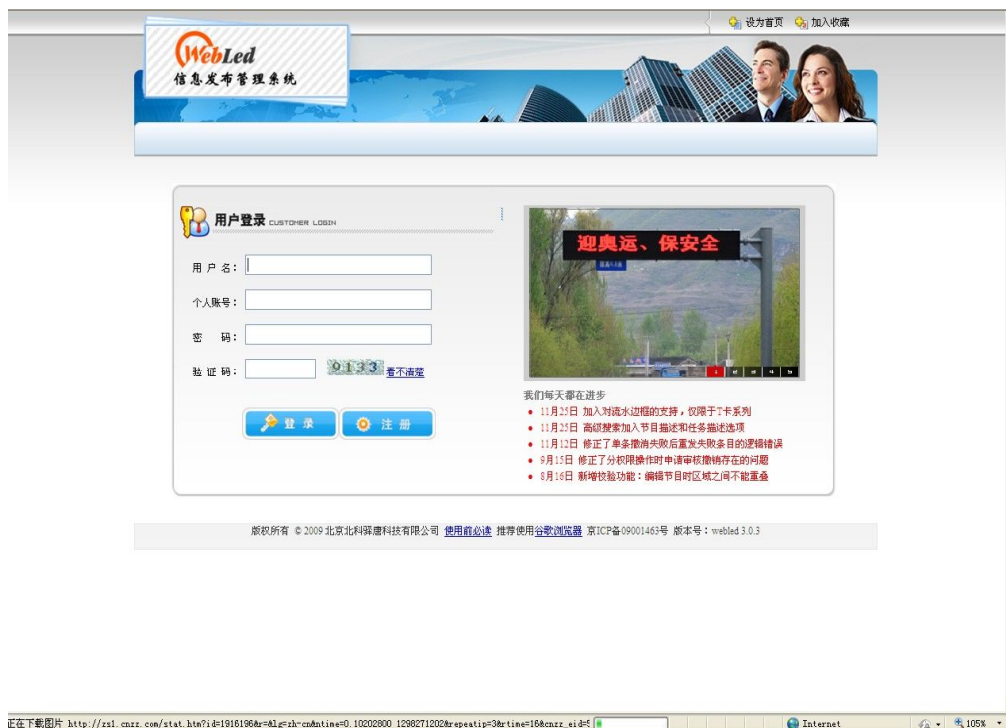 设为首页 加入收藏
WebLed
信息发布管理系统
用户登录 CUSTOMER LOGIN
用 户 名：
个人账号：
密 码：
验 证 码： 9133 看不清楚
登 录 注 册
迎奥运、保安全
我们每天都在进步
11月25日 加入对流水边框的支持，仅限于T卡系列
11月25日 高级搜索加入节目描述和任务描述选项
11月12日 修正了单条撤消失败后重发失败条目的逻辑错误
9月15日 修正了分权限操作时申请审核撤销存在的问题
8月16日 新增校验功能：编辑节目时区域之间不能重叠
版权所有 © 2009 北京北科驿唐科技有限公司 使用前必读 推荐使用谷歌浏览器 京ICP备09001463号 版本号：webled 3.0.3
正在下载图片 http://zs1.cnzz.com/stat.htm?id=1916196&r=&lg=zh-cn&ntime=0.10202800 1298271202&repeatip=3&rtime=16&cnzz_eid=5 Internet 105%